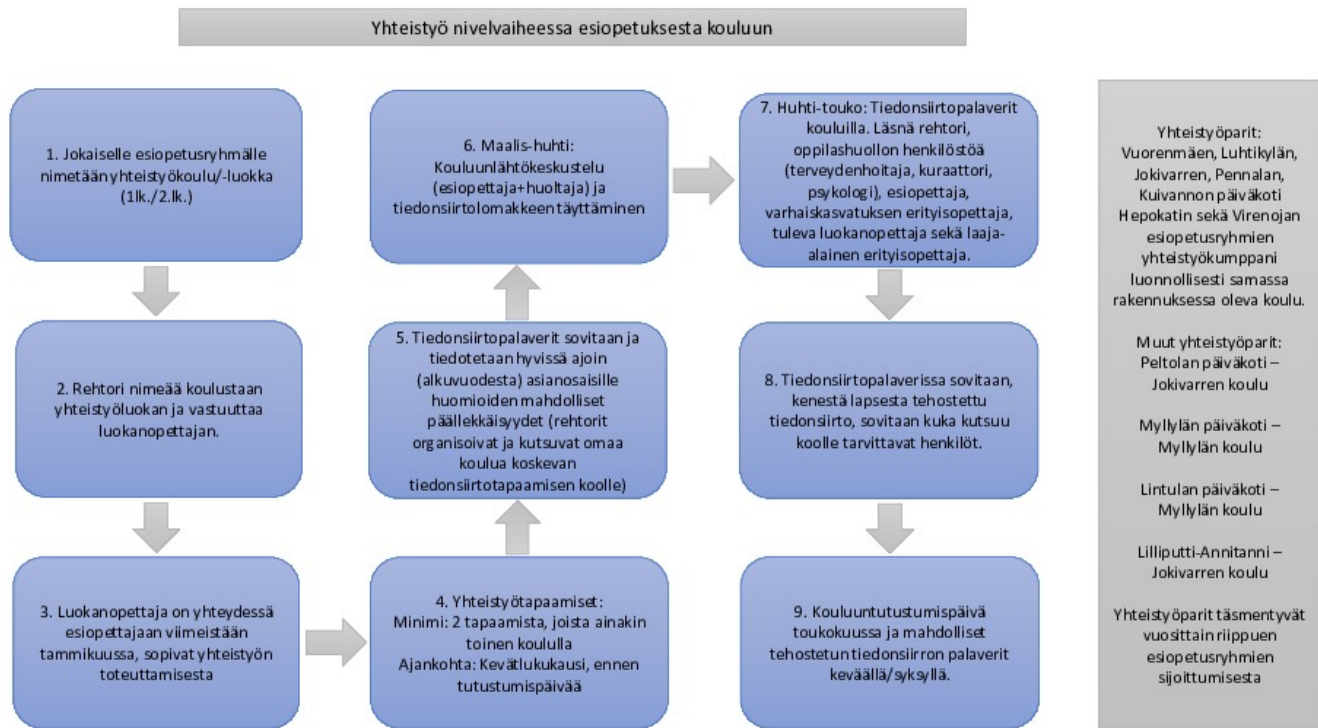 Yhteistyö nivelvaiheessa esiopetuksesta kouluun
1. Jokaiselle esiopetusryhmälle
nimetään yhteistyökoulu/-luokka
(1lk./2.lk.)
2. Rehtori nimeää koulustaan
yhteistyöluokan ja vastuuttaa
luokanopettajan.
3. Luokanopettaja on yhteydessä
esiopettajaan viimeistään
tammikuussa, sopivat yhteistyön
toteuttamisesta
4. Yhteistyötapaamiset:
Minimi: 2 tapaamista, joista ainakin
toinen koululla
Ajankohta: Kevätlukukausi, ennen
tutustumispäivää
5. Tiedonsiirtopalaverit sovitaan ja
tiedotetaan hyvissä ajoin
(alkuvuodesta) asianosaisille
huomioiden mahdolliset
päällekkäisyydet (rehtorit
organisoivat ja kutsuvat omaa
koulua koskevan
tiedonsiirtotapaamisen koolle)
6. Maalis-huhti:
Kouluunlähtökeskustelu
(esiopettaja+huoltaja) ja
tiedonsiirtolomakkeen täyttäminen
7. Huhti-touko: Tiedonsiirtopalaverit
kouluilla. Läsnä rehtori,
oppilashuollon henkilöstöä
(terveydenhoitaja, kuraattori,
psykologi), esiopettaja,
varhaiskasvatuksen erityisopettaja,
tuleva luokanopettaja sekä laaja-
alainen erityisopettaja.
8. Tiedonsiirtopalaverissa sovitaan,
kenestä lapsesta tehostettu
tiedonsiirto, sovitaan kuka kutsuu
koolle tarvittavat henkilöt.
9. Kouluuntutustumispäivä
toukokuussa ja mahdolliset
tehostetun tiedonsiirron palaverit
keväällä/syksyllä.
Yhteistyöparit:
Vuorenmäen, Luhtikylän,
Jokivarren, Pennalan,
Kuivannon päiväkoti
Hepokatin sekä Virenojan
esiopetusryhmien
yhteistyökumppani
luonnollisesti samassa
rakennuksessa oleva koulu.
Muut yhteistyöparit:
Peltolan päiväkoti –
Jokivarren koulu
Myllylän päiväkoti –
Myllylän koulu
Lintulan päiväkoti –
Myllylän koulu
Lilliputti-Annitanni –
Jokivarren koulu
Yhteistyöparit täsmentyvät
vuosittain riippuen
esiopetusryhmien
sijoittumisesta